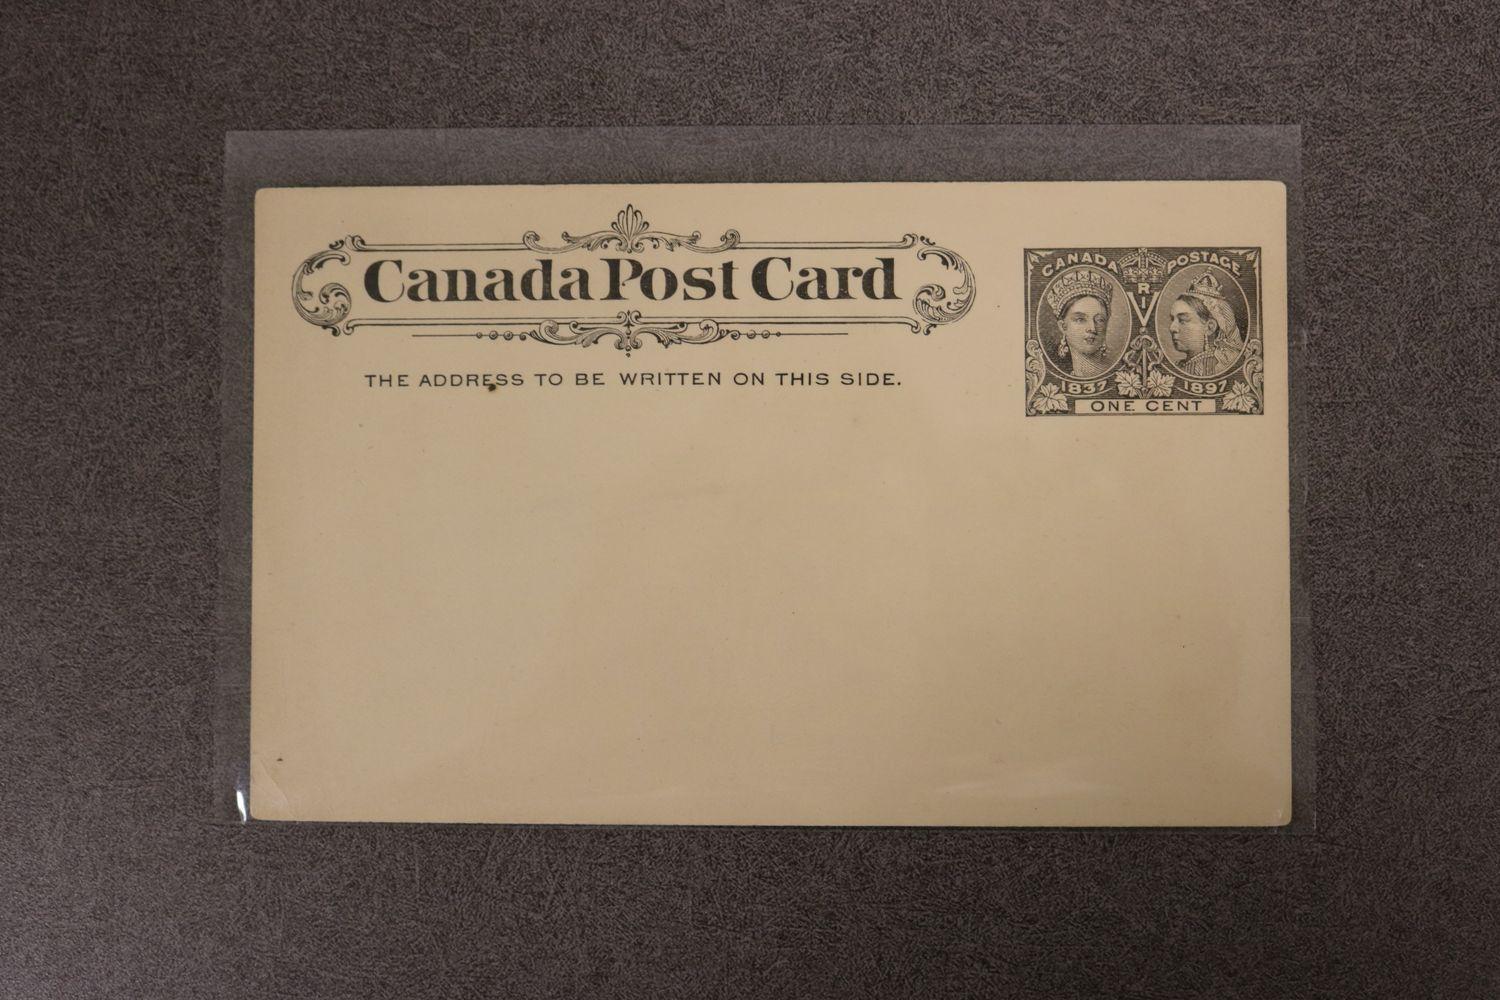 Canada Post Card
THE ADDRESS TO BE WRITTEN ON THIS SIDE.
CANADA POSTAGE
V R I
1837 1897
ONE CENT